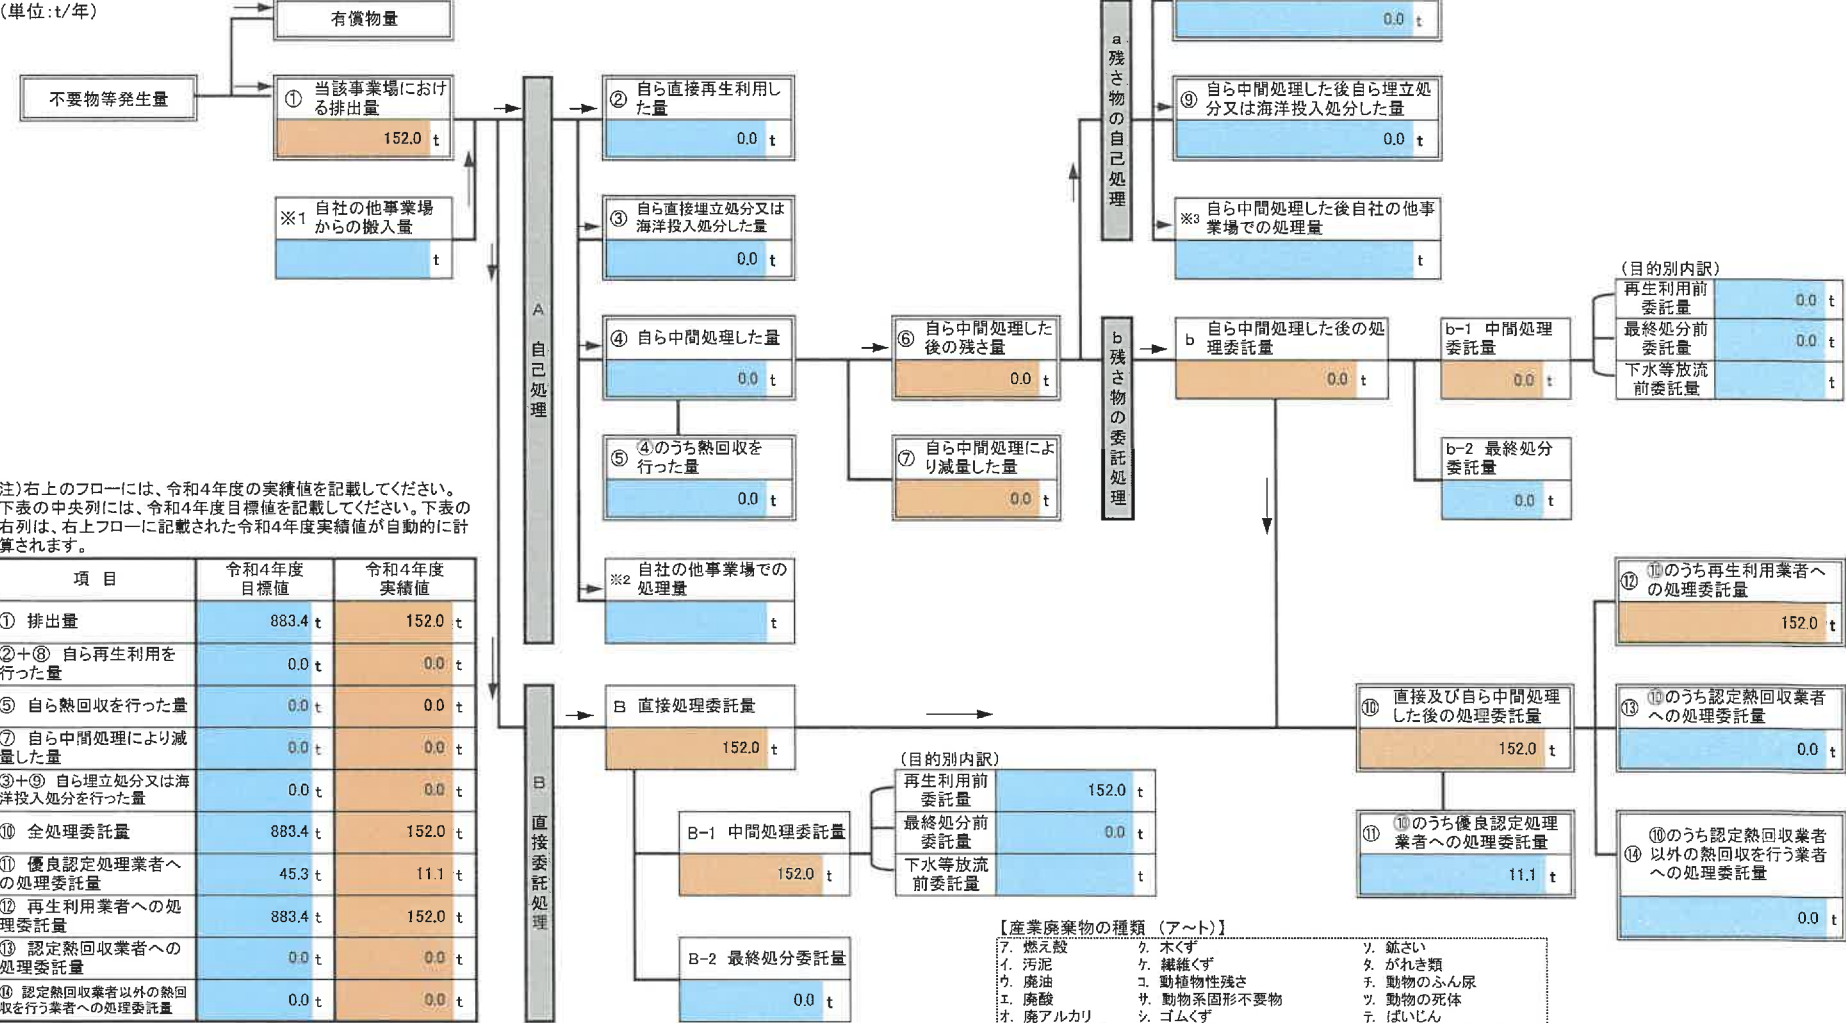 (単位:t/年)
有償物量
不要物等発生量
① 当該事業場におけ
る排出量
152.0 t
※1 自社の他事業場
からの搬入量
t
A 自己処理
② 自ら直接再生利用し
た量
0.0 t
③ 自ら直接埋立処分又は
海洋投入処分した量
0.0 t
④ 自ら中間処理した量
0.0 t
⑤ ④のうち熱回収を
行った量
0.0 t
※2 自社の他事業場での
処理量
t
⑥ 自ら中間処理した
後の残さ量
0.0 t
⑦ 自ら中間処理によ
り減量した量
0.0 t
a 残さ物の自己処理
0.0 t
⑨ 自ら中間処理した後自ら埋立処
分又は海洋投入処分した量
0.0 t
※3 自ら中間処理した後自社の他事
業場での処理量
t
b 残さ物の委託処理
b 自ら中間処理した後の処
理委託量
0.0 t
b-1 中間処理
委託量
0.0 t
(目的別内訳)
再生利用前
委託量 0.0 t
最終処分前
委託量 0.0 t
下水等放流
前委託量 t
b-2 最終処分
委託量
0.0 t
注)右上のフローには、令和4年度の実績値を記載してください。
下表の中央列には、令和4年度目標値を記載してください。下表の
右列は、右上フローに記載された令和4年度実績値が自動的に計
算されます。
項 目 令和4年度
目標値 令和4年度
実績値
① 排出量 883.4 t 152.0 t
②+⑧ 自ら再生利用を
行った量 0.0 t 0.0 t
⑤ 自ら熱回収を行った量 0.0 t 0.0 t
⑦ 自ら中間処理により減
量した量 0.0 t 0.0 t
③+⑨ 自ら埋立処分又は海
洋投入処分を行った量 0.0 t 0.0 t
⑩ 全処理委託量 883.4 t 152.0 t
⑪ 優良認定処理業者へ
の処理委託量 45.3 t 11.1 t
⑫ 再生利用業者への処
理委託量 883.4 t 152.0 t
⑬ 認定熱回収業者への
処理委託量 0.0 t 0.0 t
⑭ 認定熱回収業者以外の熱回
収を行う業者への処理委託量 0.0 t 0.0 t
B 直接委託処理
B 直接処理委託量
152.0 t
B-1 中間処理委託量
152.0 t
(目的別内訳)
再生利用前
委託量 152.0 t
最終処分前
委託量 0.0 t
下水等放流
前委託量 t
B-2 最終処分委託量
0.0 t
⑩ 直接及び自ら中間処理
した後の処理委託量
152.0 t
⑪ ⑩のうち優良認定処理
業者への処理委託量
11.1 t
⑫ ⑩のうち再生利用業者へ
の処理委託量
152.0 t
⑬ ⑩のうち認定熱回収業者
への処理委託量
0.0 t
⑭ ⑩のうち認定熱回収業者
以外の熱回収を行う業者
への処理委託量
0.0 t
【産業廃棄物の種類 (ア~ト)】
ア. 燃え殻 ク. 木くず ソ. 鉱さい
イ. 汚泥 ケ. 繊維くず タ. がれき類
ウ. 廃油 コ. 動植物性残さ チ. 動物のふん尿
エ. 廃酸 サ. 動物系固形不要物 ツ. 動物の死体
オ. 廃アルカリ シ. ゴムくず テ. ばいじん